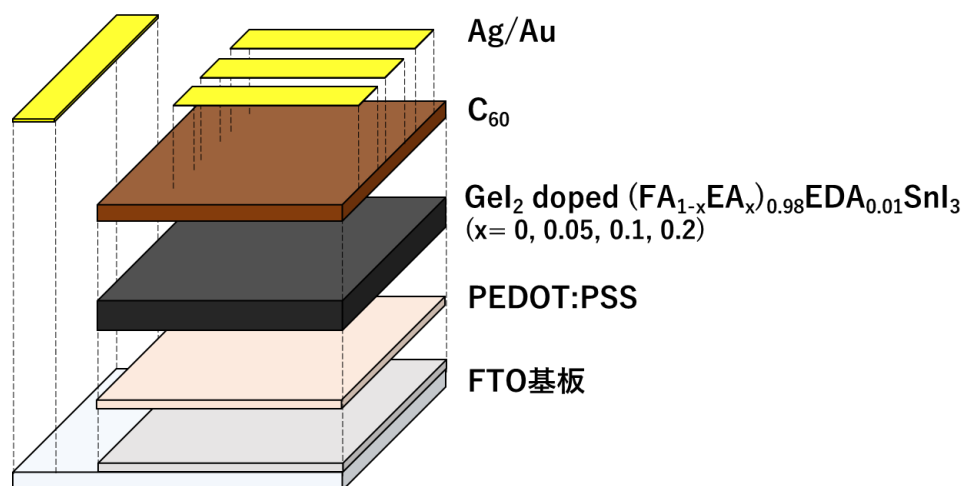 Ag/Au
C₆₀
GeI₂ doped (FA₁₋ₓEAₓ)₀.₉₈EDA₀.₀₁SnI₃
(x= 0, 0.05, 0.1, 0.2)
PEDOT:PSS
FTO基板